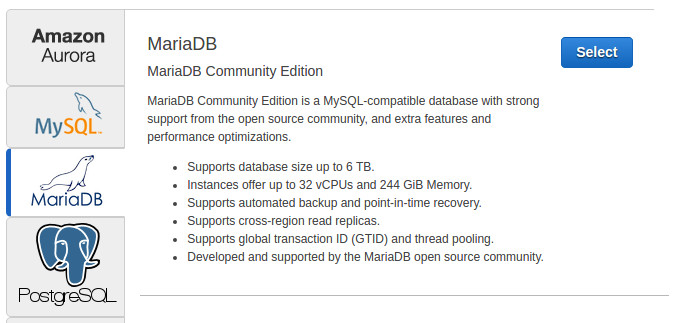 Amazon
Aurora
MySQL™
MariaDB
PostgreSQL
MariaDB
Select
MariaDB Community Edition
MariaDB Community Edition is a MySQL-compatible database with strong
support from the open source community, and extra features and
performance optimizations.
• Supports database size up to 6 TB.
• Instances offer up to 32 vCPUs and 244 GiB Memory.
• Supports automated backup and point-in-time recovery.
• Supports cross-region read replicas.
• Supports global transaction ID (GTID) and thread pooling.
• Developed and supported by the MariaDB open source community.